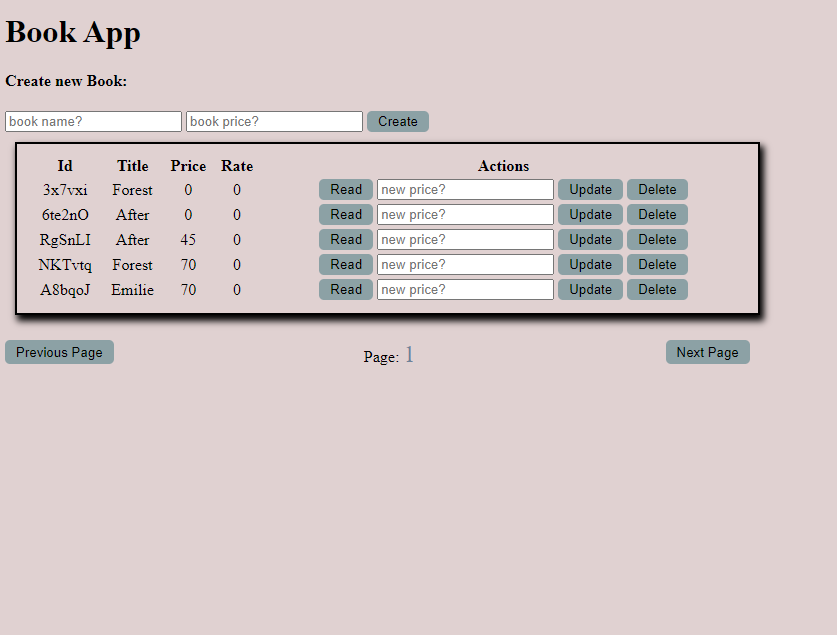 Book App
Create new Book:
book name? book price? Create
Id Title Price Rate Actions
3x7vxi Forest 0 0 Read new price? Update Delete
6te2nO After 0 0 Read new price? Update Delete
RgSnLI After 45 0 Read new price? Update Delete
NKTvtq Forest 70 0 Read new price? Update Delete
A8bqoJ Emilie 70 0 Read new price? Update Delete
Previous Page Page: 1 Next Page